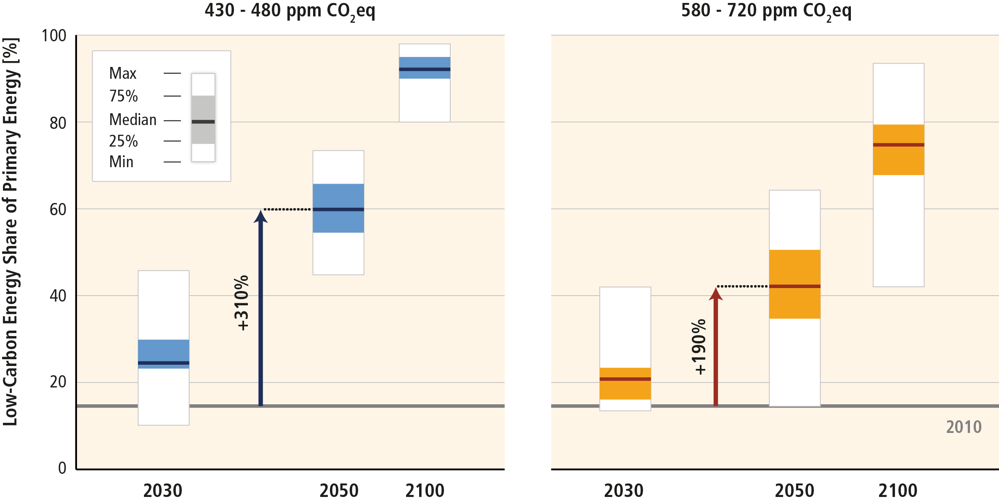 430 - 480 ppm CO₂eq
580 - 720 ppm CO₂eq
Low-Carbon Energy Share of Primary Energy [%]
100
80
60
40
20
0
Max
75%
Median
25%
Min
+310%
+190%
2010
2030
2050
2100
2030
2050
2100